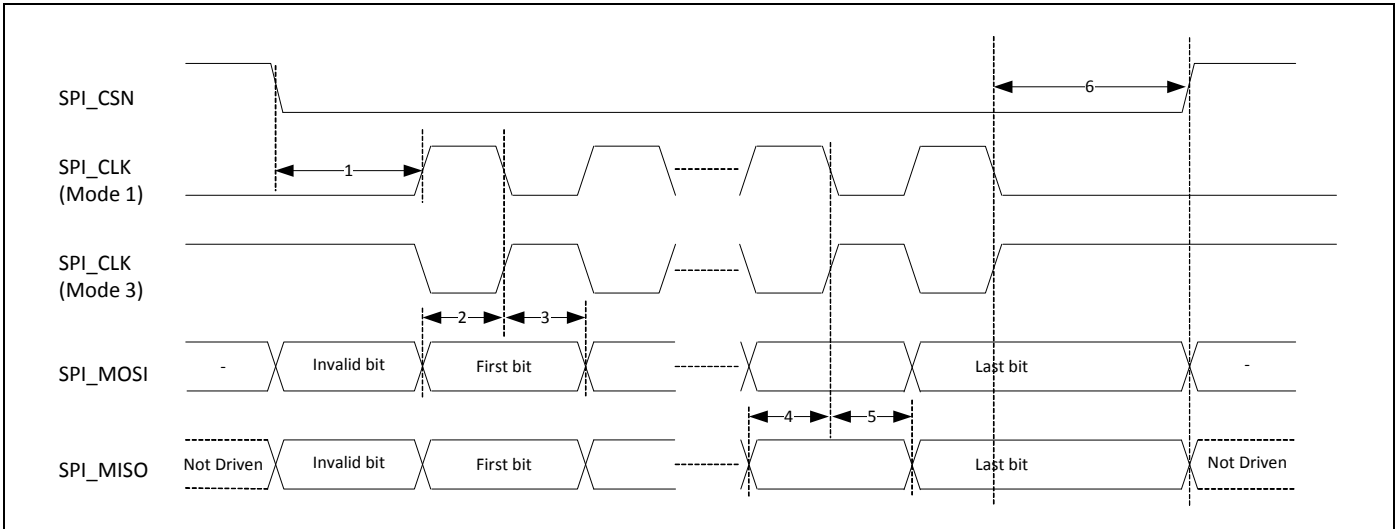 SPI_CSN
6
SPI_CLK
(Mode 1)
1
SPI_CLK
(Mode 3)
2
3
SPI_MOSI
-
Invalid bit
First bit
Last bit
-
4
5
SPI_MISO
Not Driven
Invalid bit
First bit
Last bit
Not Driven